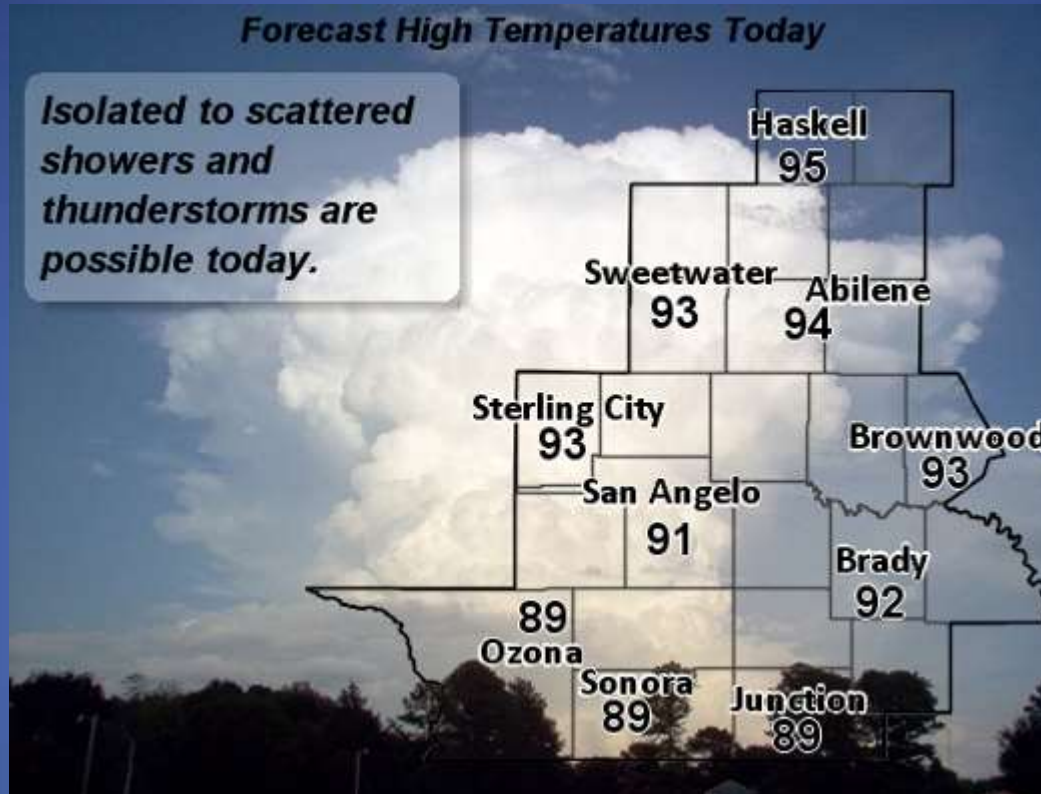 Forecast High Temperatures Today
Isolated to scattered
showers and
thunderstorms are
possible today.
Haskell
95
Sweetwater
93
Abilene
94
Sterling City
93
Brownwood
93
San Angelo
91
Brady
92
89
Ozona
Sonora
89
Junction
89